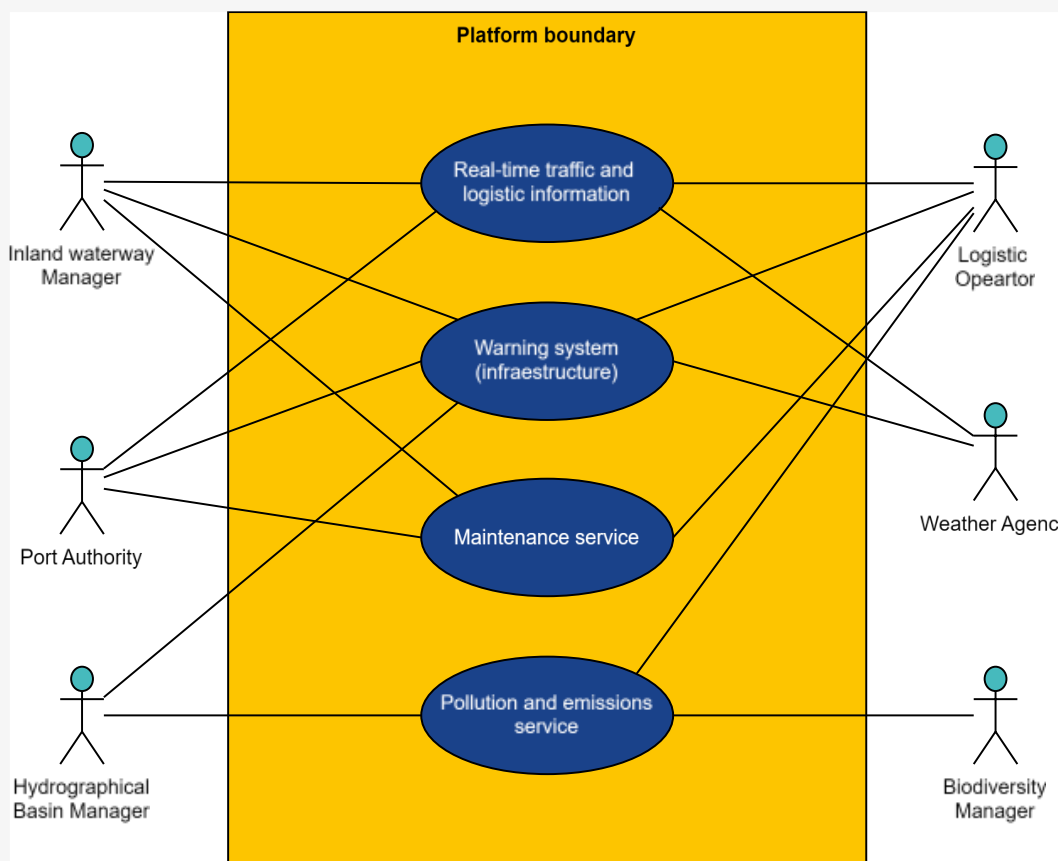 Platform boundary
Real-time traffic and
logistic information
Inland waterway
Manager
Logistic
Opeartor
Warning system
(infraestructure)
Weather Agenc
Port Authority
Maintenance service
Pollution and emissions
service
Hydrographical
Basin Manager
Biodiversity
Manager